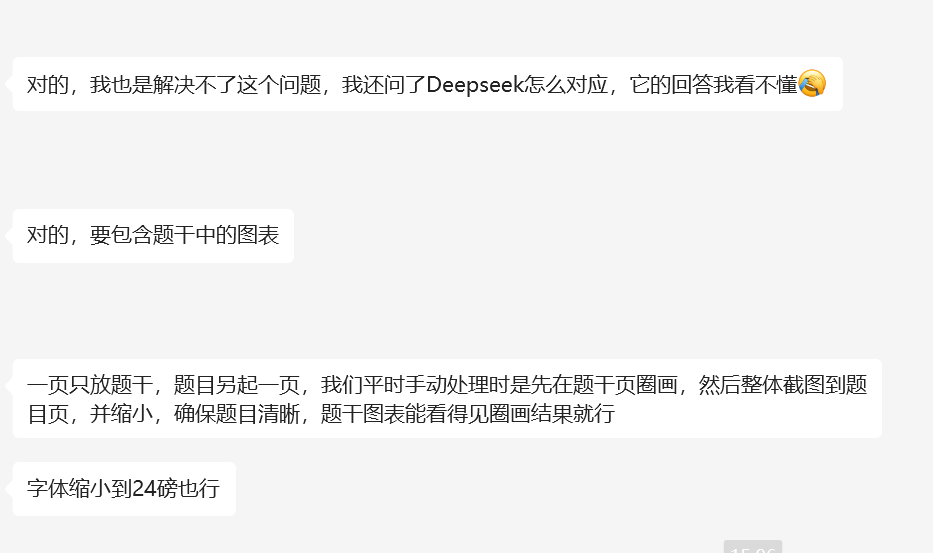 对的，我也是解决不了这个问题，我还问了Deepseek怎么对应，它的回答我看不懂🤣
对的，要包含题干中的图表
一页只放题干，题目另起一页，我们平时手动处理时是先在题干页圈画，然后整体截图到题
目页，并缩小，确保题目清晰，题干图表能看得见圈画结果就行
字体缩小到24磅也行